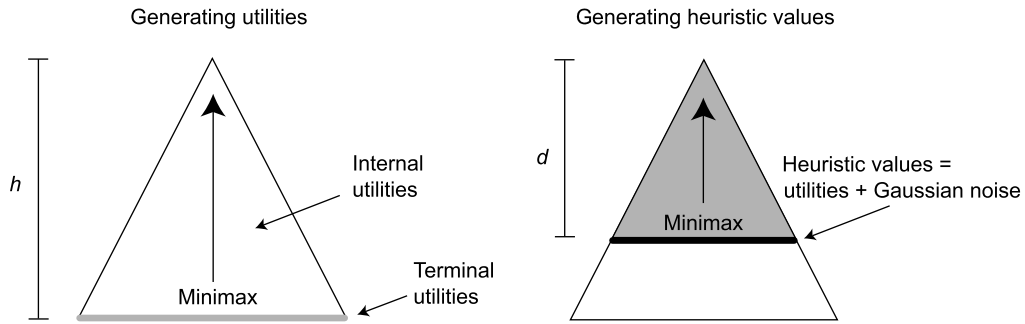 Generating utilities
h
Internal
utilities
Minimax
Terminal
utilities
Generating heuristic values
d
Heuristic values =
utilities + Gaussian noise
Minimax